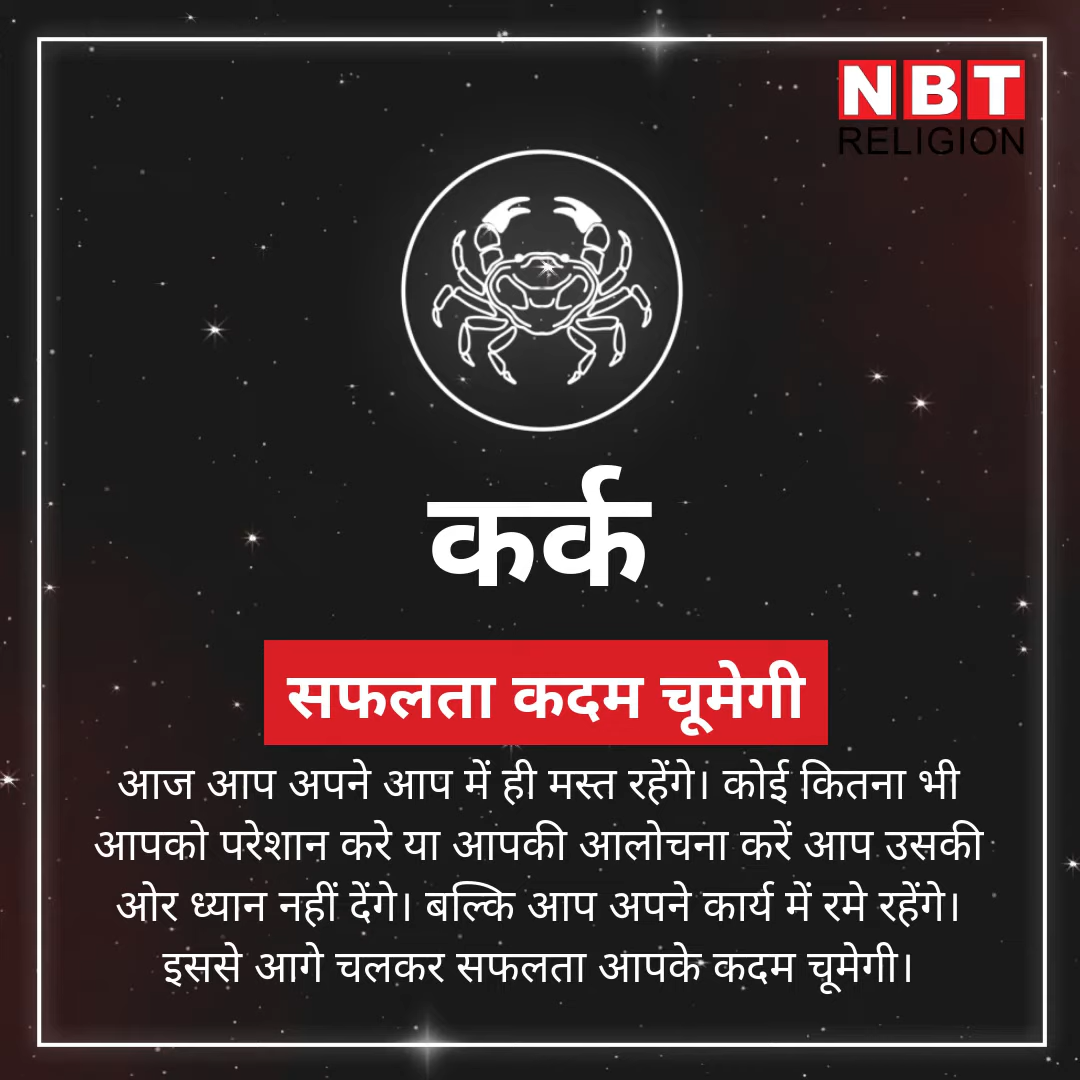 NBT
RELIGION
कर्क
सफलता कदम चूमेगी
आज आप अपने आप में ही मस्त रहेंगे। कोई कितना भी
आपको परेशान करे या आपकी आलोचना करें आप उसकी
ओर ध्यान नहीं देंगे। बल्कि आप अपने कार्य में रमे रहेंगे।
इससे आगे चलकर सफलता आपके कदम चूमेगी।